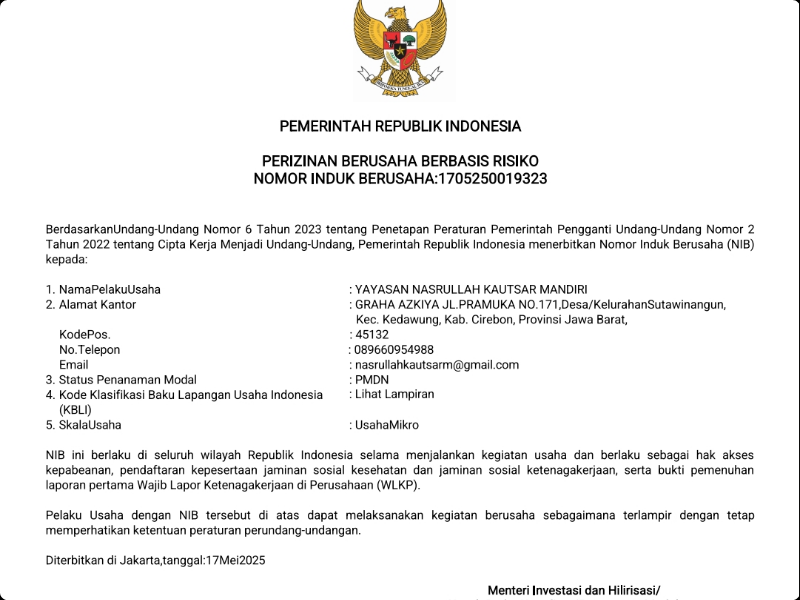 PEMERINTAH REPUBLIK INDONESIA
PERIZINAN BERUSAHA BERBASIS RISIKO
NOMOR INDUK BERUSAHA:1705250019323
BerdasarkanUndang-Undang Nomor 6 Tahun 2023 tentang Penetapan Peraturan Pemerintah Pengganti Undang-Undang Nomor 2
Tahun 2022 tentang Cipta Kerja Menjadi Undang-Undang, Pemerintah Republik Indonesia menerbitkan Nomor Induk Berusaha (NIB)
kepada:
1. NamaPelakuUsaha : YAYASAN NASRULLAH KAUTSAR MANDIRI
2. Alamat Kantor : GRAHA AZKIYA JL.PRAMUKA NO.171,Desa/KelurahanSutawinangun,
Kec. Kedawung, Kab. Cirebon, Provinsi Jawa Barat,
KodePos. : 45132
No.Telepon : 089660954988
Email : nasrullahkautsarm@gmail.com
3. Status Penanaman Modal : PMDN
4. Kode Klasifikasi Baku Lapangan Usaha Indonesia : Lihat Lampiran
(KBLI)
5. SkalaUsaha : UsahaMikro
NIB ini berlaku di seluruh wilayah Republik Indonesia selama menjalankan kegiatan usaha dan berlaku sebagai hak akses
kepabeanan, pendaftaran kepesertaan jaminan sosial kesehatan dan jaminan sosial ketenagakerjaan, serta bukti pemenuhan
laporan pertama Wajib Lapor Ketenagakerjaan di Perusahaan (WLKP).
Pelaku Usaha dengan NIB tersebut di atas dapat melaksanakan kegiatan berusaha sebagaimana terlampir dengan tetap
memperhatikan ketentuan peraturan perundang-undangan.
Diterbitkan di Jakarta,tanggal:17Mei2025
Menteri Investasi dan Hilirisasi/